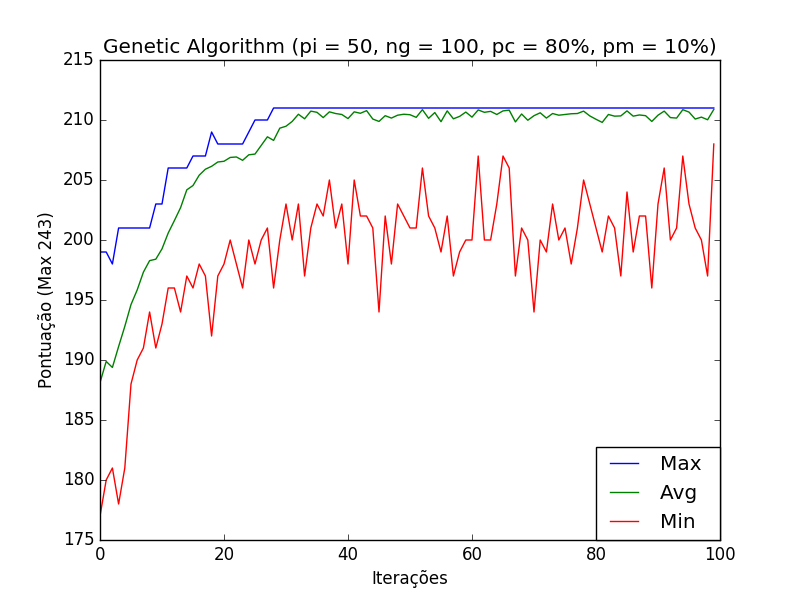 Genetic Algorithm (pi = 50, ng = 100, pc = 80%, pm = 10%)
215
210
205
200
195
190
185
180
175
Pontuação (Max 243)
0 20 40 60 80 100
Iterações
Max
Avg
Min